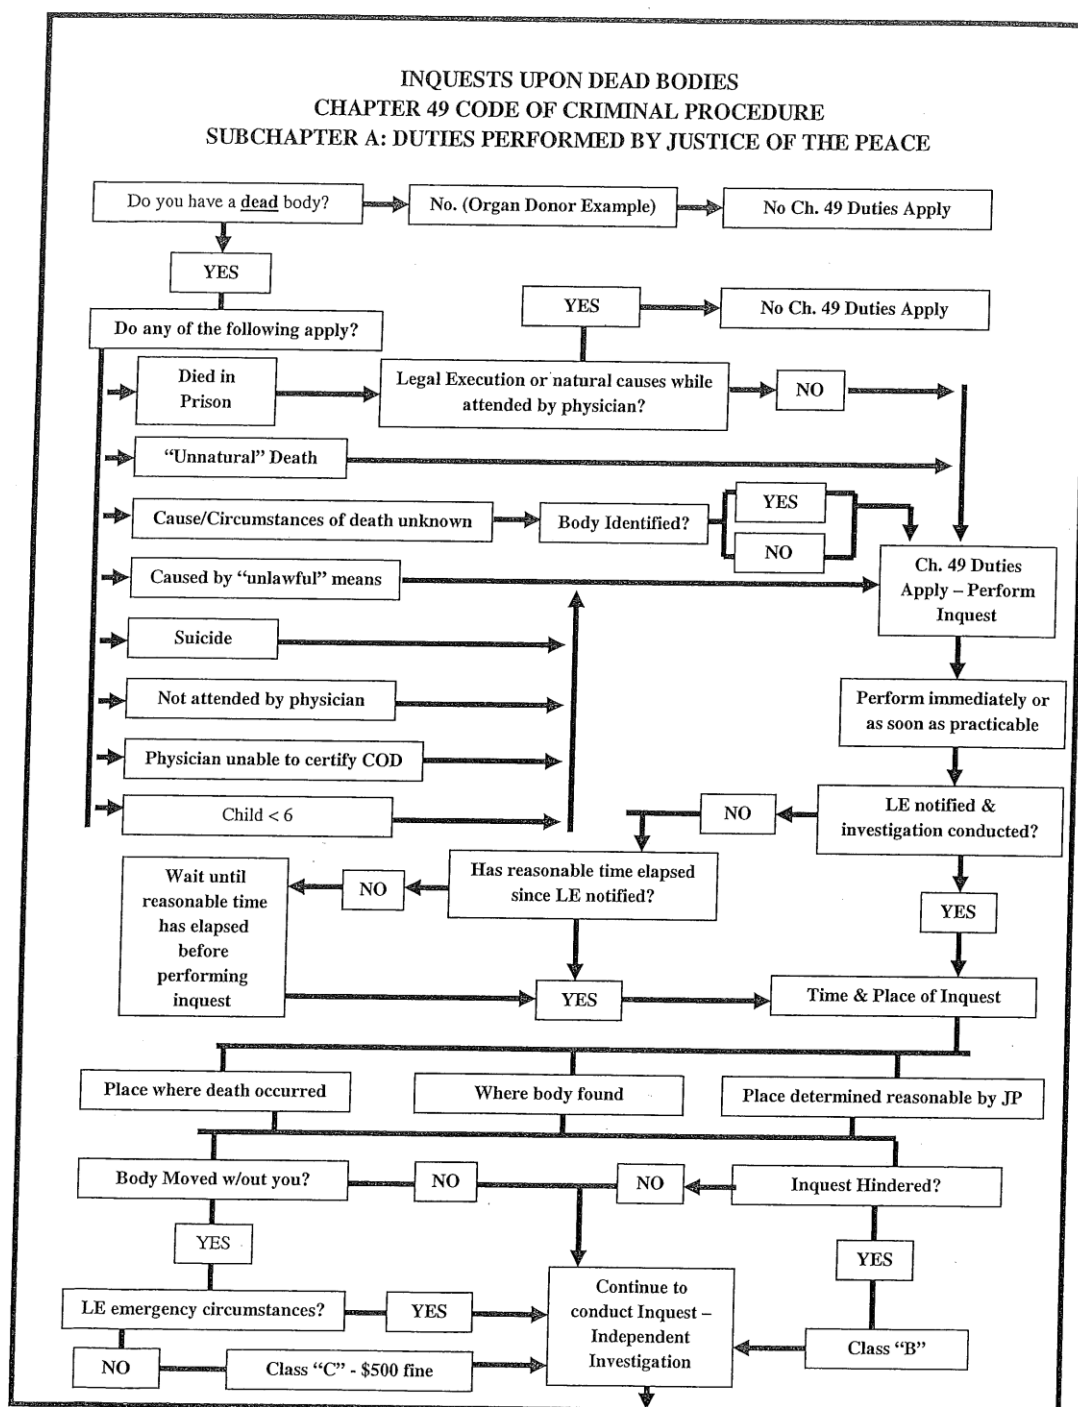 INQUESTS UPON DEAD BODIES
CHAPTER 49 CODE OF CRIMINAL PROCEDURE
SUBCHAPTER A: DUTIES PERFORMED BY JUSTICE OF THE PEACE
Do you have a dead body?
No. (Organ Donor Example)
No Ch. 49 Duties Apply
YES
YES
No Ch. 49 Duties Apply
Do any of the following apply?
Died in
Prison
Legal Execution or natural causes while
attended by physician?
NO
“Unnatural” Death
Cause/Circumstances of death unknown
Body Identified?
YES
NO
Ch. 49 Duties
Apply – Perform
Inquest
Caused by “unlawful” means
Suicide
Not attended by physician
Perform immediately or
as soon as practicable
Physician unable to certify COD
Child < 6
NO
LE notified &
investigation conducted?
Wait until
reasonable time
has elapsed
before
performing
inquest
NO
Has reasonable time elapsed
since LE notified?
YES
YES
Time & Place of Inquest
Place where death occurred
Where body found
Place determined reasonable by JP
Body Moved w/out you?
NO
NO
Inquest Hindered?
YES
YES
LE emergency circumstances?
YES
Continue to
conduct Inquest –
Independent
Investigation
Class “B”
NO
Class “C” - $500 fine